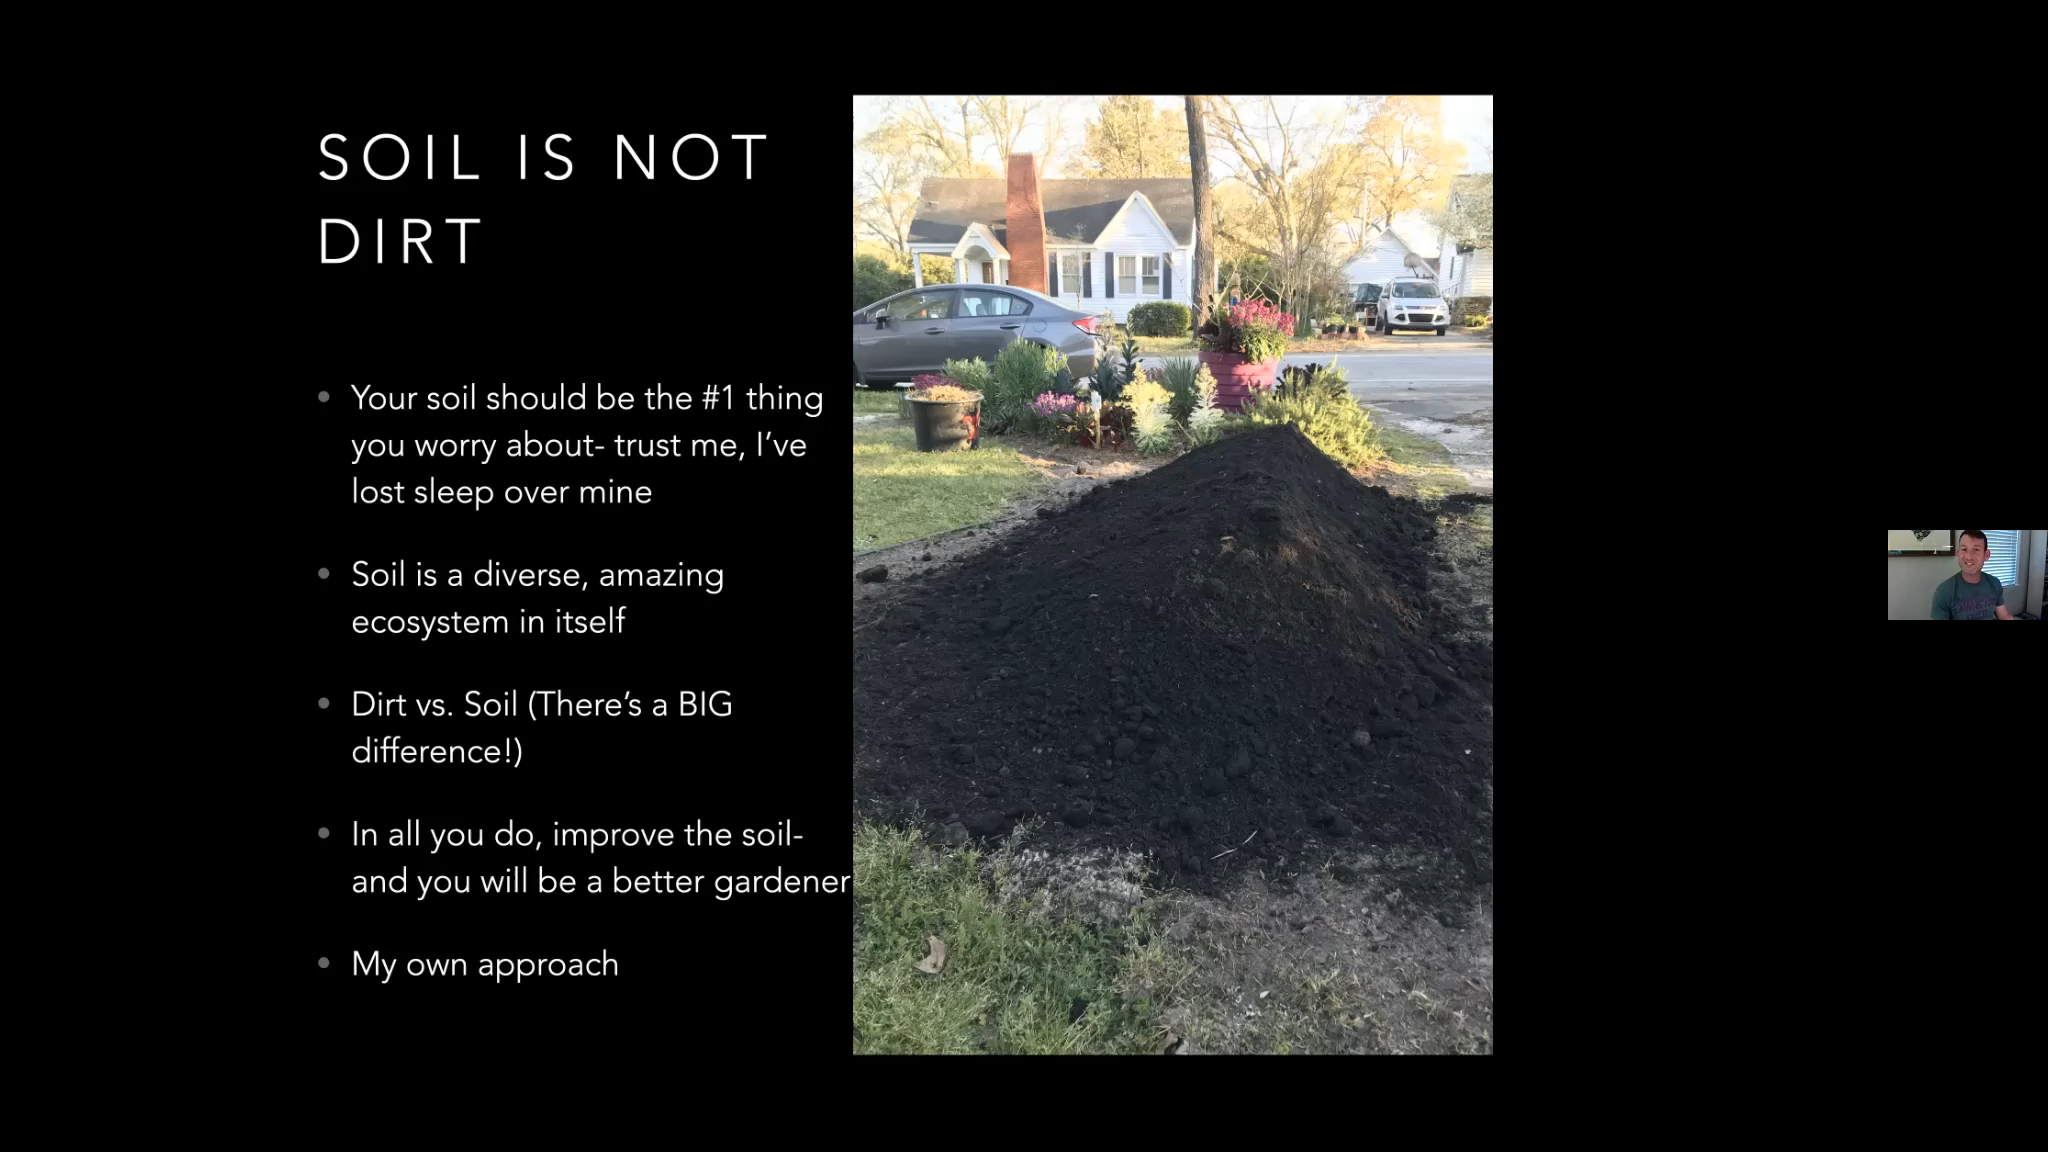 SOIL IS NOT
DIRT
• Your soil should be the #1 thing
you worry about- trust me, I’ve
lost sleep over mine
• Soil is a diverse, amazing
ecosystem in itself
• Dirt vs. Soil (There’s a BIG
difference!)
• In all you do, improve the soil-
and you will be a better gardener
• My own approach